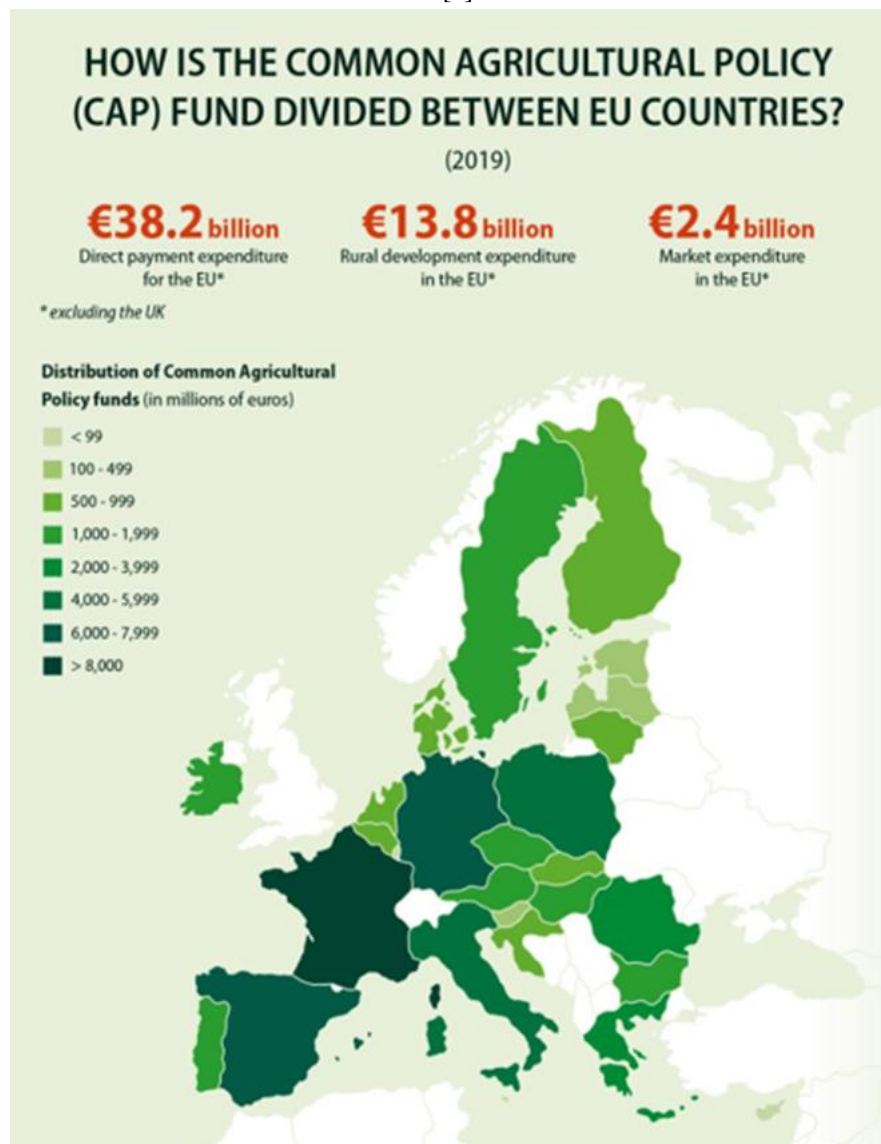 HOW IS THE COMMON AGRICULTURAL POLICY
(CAP) FUND DIVIDED BETWEEN EU COUNTRIES?
(2019)
€38.2 billion
Direct payment expenditure
for the EU*
€13.8 billion
Rural development expenditure
in the EU*
€2.4 billion
Market expenditure
in the EU*
* excluding the UK
Distribution of Common Agricultural
Policy funds (in millions of euros)
< 99
100 - 499
500 - 999
1,000 - 1,999
2,000 - 3,999
4,000 - 5,999
6,000 - 7,999
> 8,000